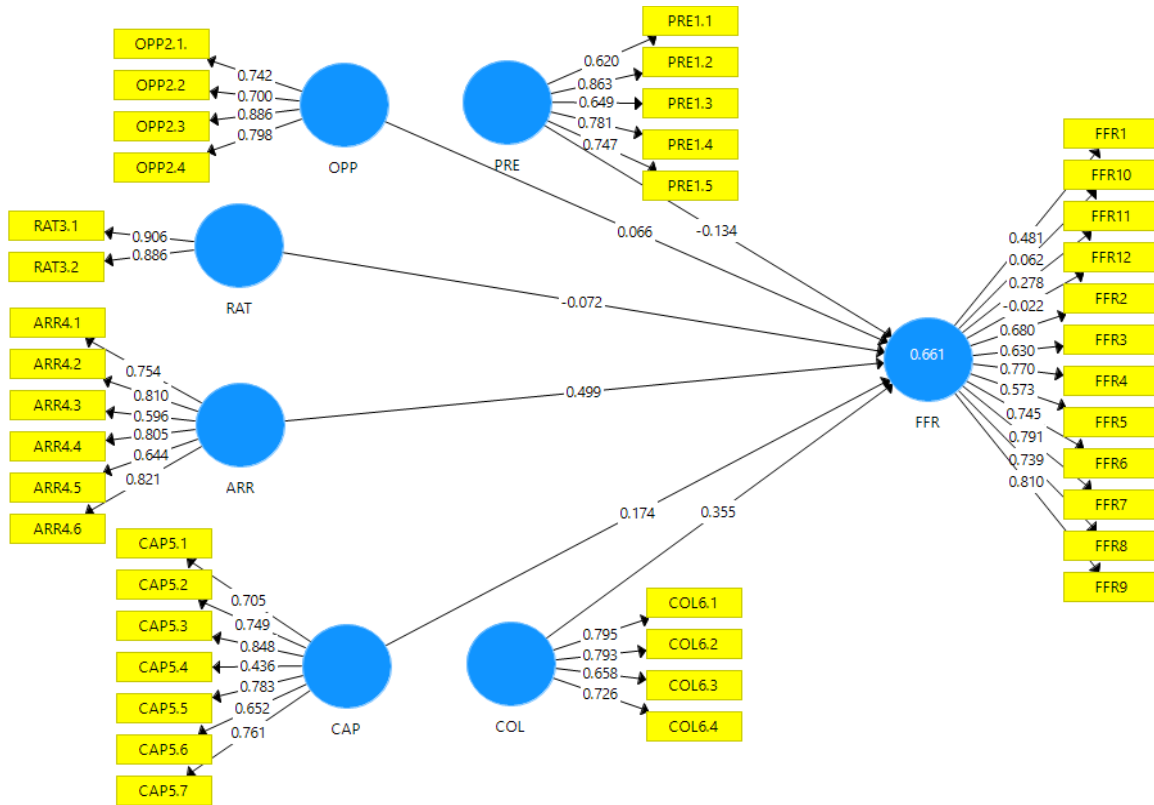 OPP2.1.
OPP2.2
OPP2.3
OPP2.4
0.742
0.700
0.886
0.798
OPP
PRE
0.620
0.863
0.649
0.781
0.747
PRE1.1
PRE1.2
PRE1.3
PRE1.4
PRE1.5
RAT3.1
RAT3.2
0.906
0.886
RAT
0.066
-0.134
-0.072
ARR4.1
ARR4.2
ARR4.3
ARR4.4
ARR4.5
ARR4.6
0.754
0.810
0.596
0.805
0.644
0.821
ARR
0.499
0.661
FFR
0.481
0.062
0.278
-0.022
0.680
0.630
0.770
0.573
0.745
0.791
0.739
0.810
FFR1
FFR10
FFR11
FFR12
FFR2
FFR3
FFR4
FFR5
FFR6
FFR7
FFR8
FFR9
CAP5.1
CAP5.2
CAP5.3
CAP5.4
CAP5.5
CAP5.6
CAP5.7
0.705
0.749
0.848
0.436
0.783
0.652
0.761
CAP
0.174
0.355
COL
0.795
0.793
0.658
0.726
COL6.1
COL6.2
COL6.3
COL6.4